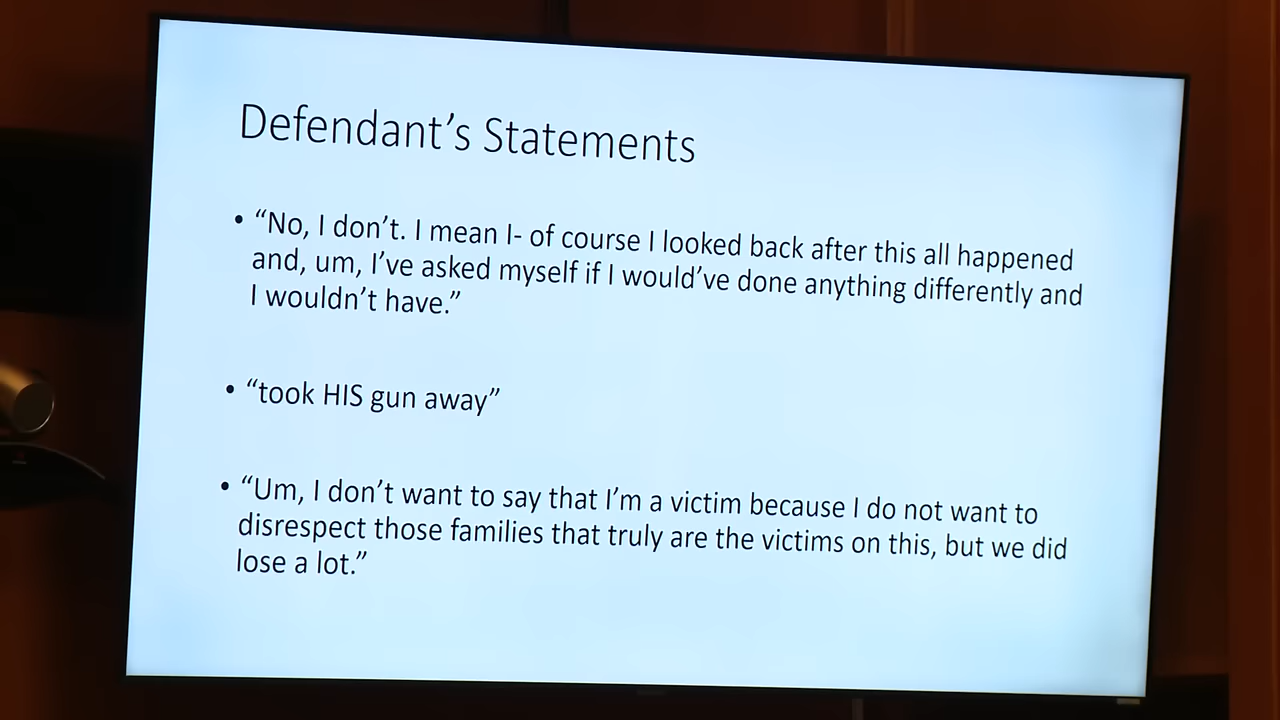 Defendant's Statements
• “No, I don’t. I mean I- of course I looked back after this all happened
and, um, I’ve asked myself if I would’ve done anything differently and
I wouldn’t have.”
• “took HIS gun away”
• “Um, I don’t want to say that I’m a victim because I do not want to
disrespect those families that truly are the victims on this, but we did
lose a lot.”